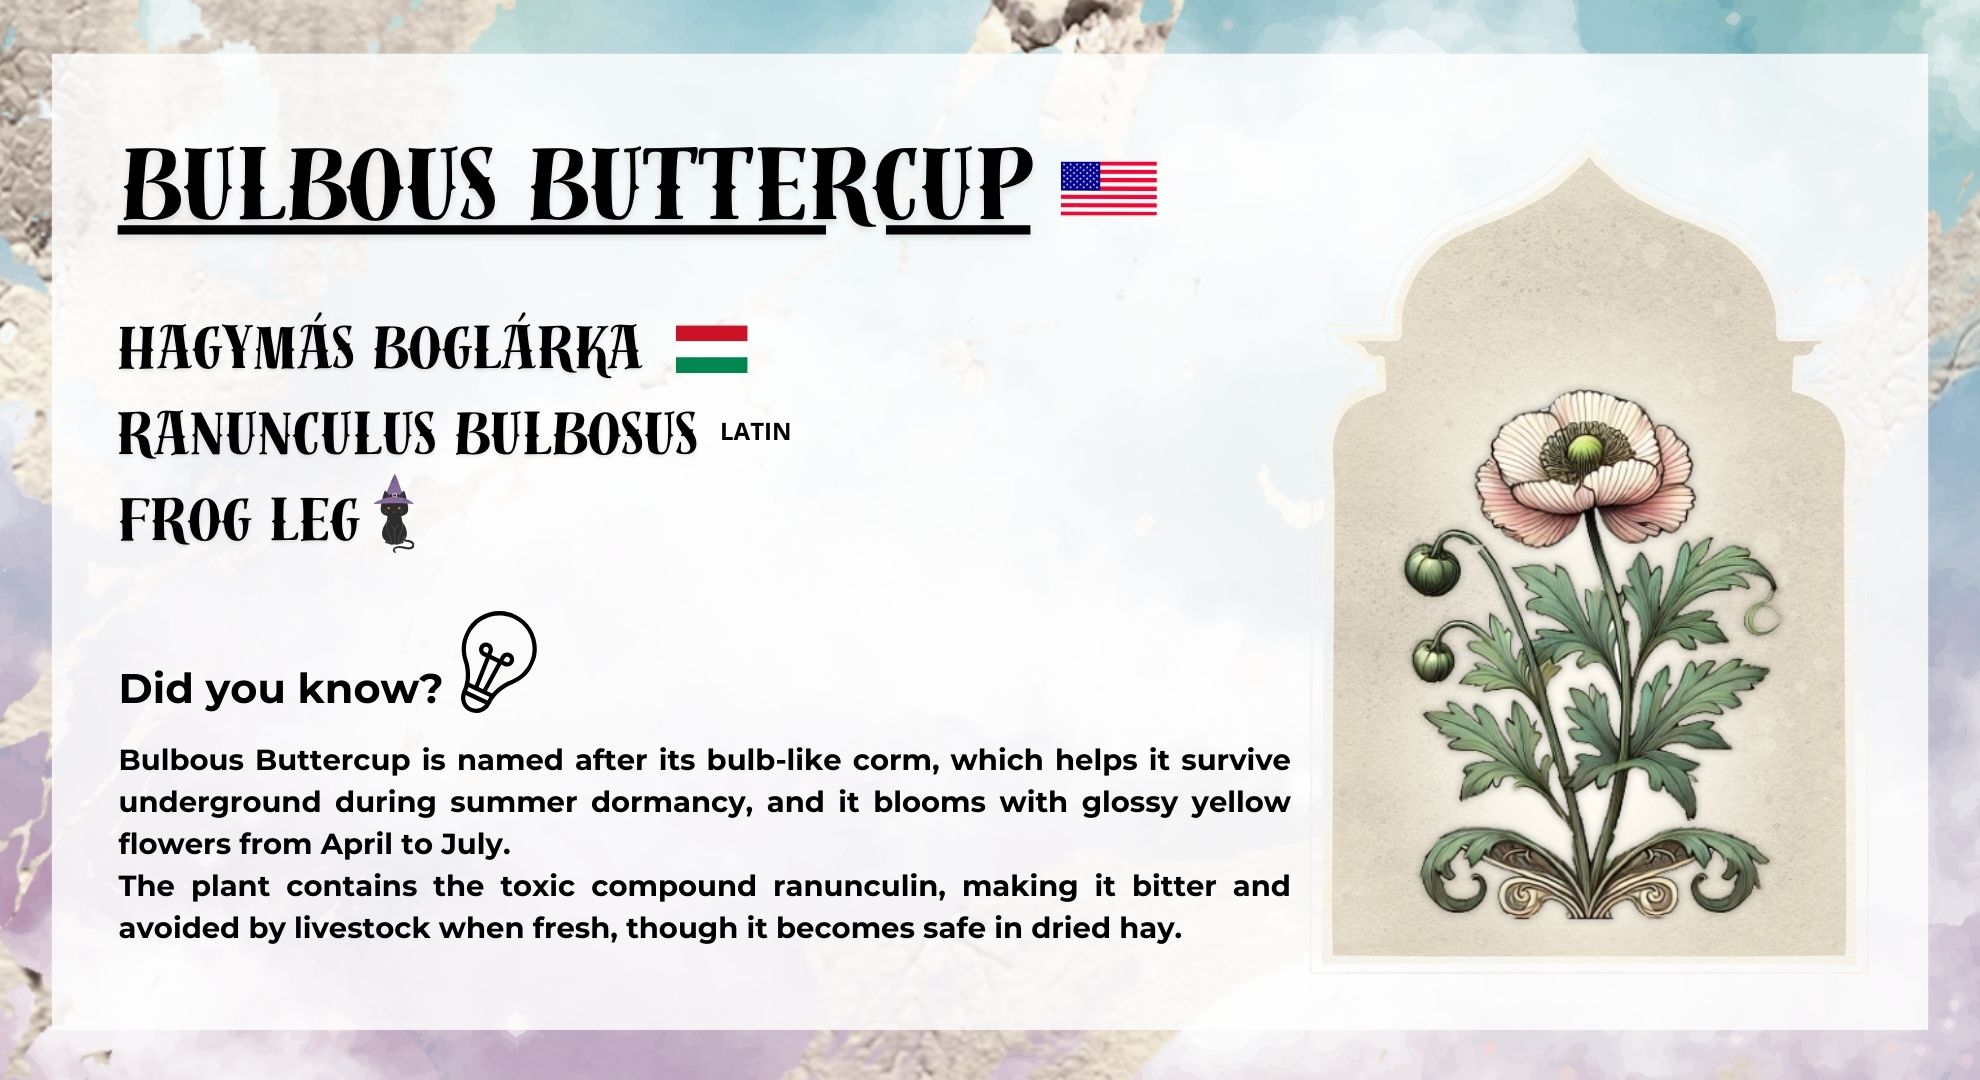 BULBOUS BUTTERCUP
HAGYMÁS BOGLÁRKA
RANUNCULUS BULBOSUS LATIN
FROG LEG
Did you know?
Bulbous Buttercup is named after its bulb-like corm, which helps it survive
underground during summer dormancy, and it blooms with glossy yellow
flowers from April to July.
The plant contains the toxic compound ranunculin, making it bitter and
avoided by livestock when fresh, though it becomes safe in dried hay.